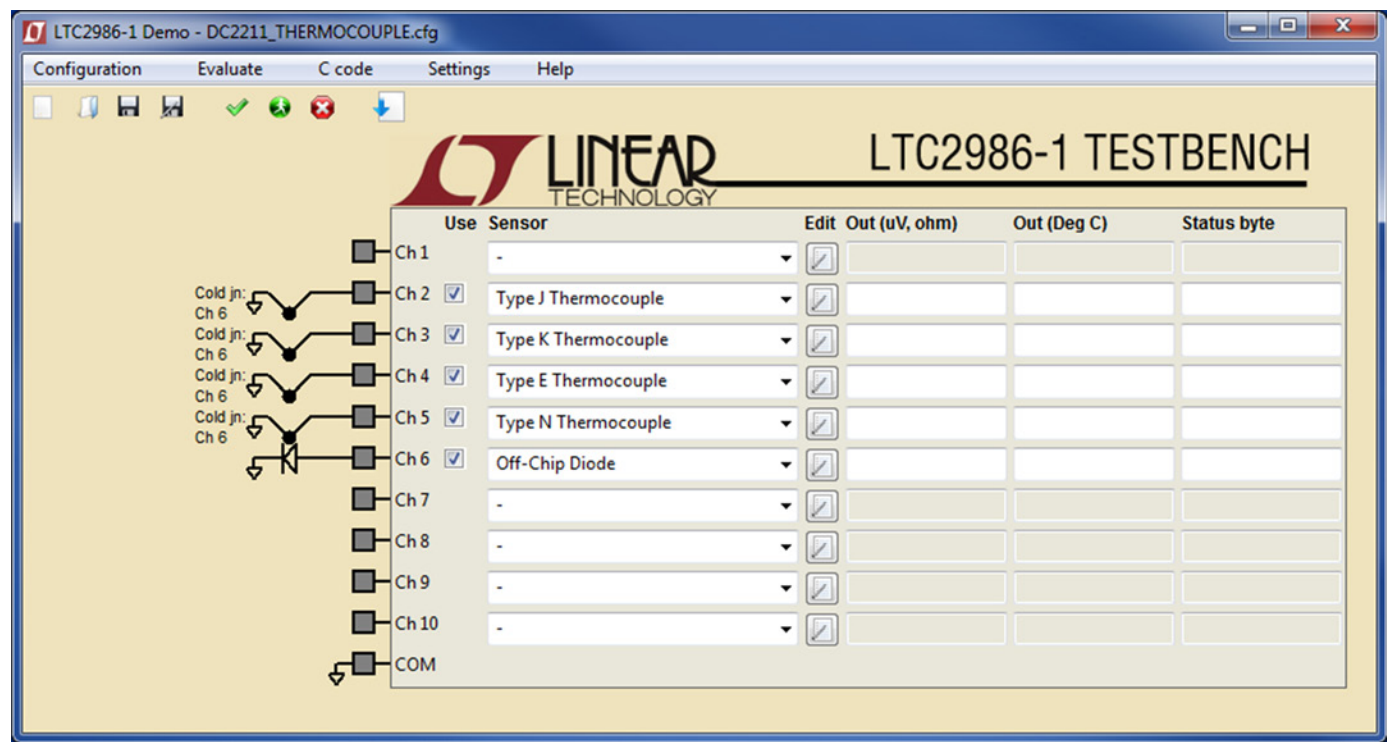 LTC2986-1 Demo - DC2211_THERMOCOUPLE.cfg
Configuration Evaluate C code Settings Help
LINEAR
TECHNOLOGY
LTC2986-1 TESTBENCH
Use Sensor Edit Out (uV, ohm) Out (Deg C) Status byte
Ch 1 -
Cold jn:
Ch 6
Ch 2 Type J Thermocouple
Cold jn:
Ch 6
Ch 3 Type K Thermocouple
Cold jn:
Ch 6
Ch 4 Type E Thermocouple
Cold jn:
Ch 6
Ch 5 Type N Thermocouple
Ch 6 Off-Chip Diode
Ch 7 -
Ch 8 -
Ch 9 -
Ch 10 -
COM